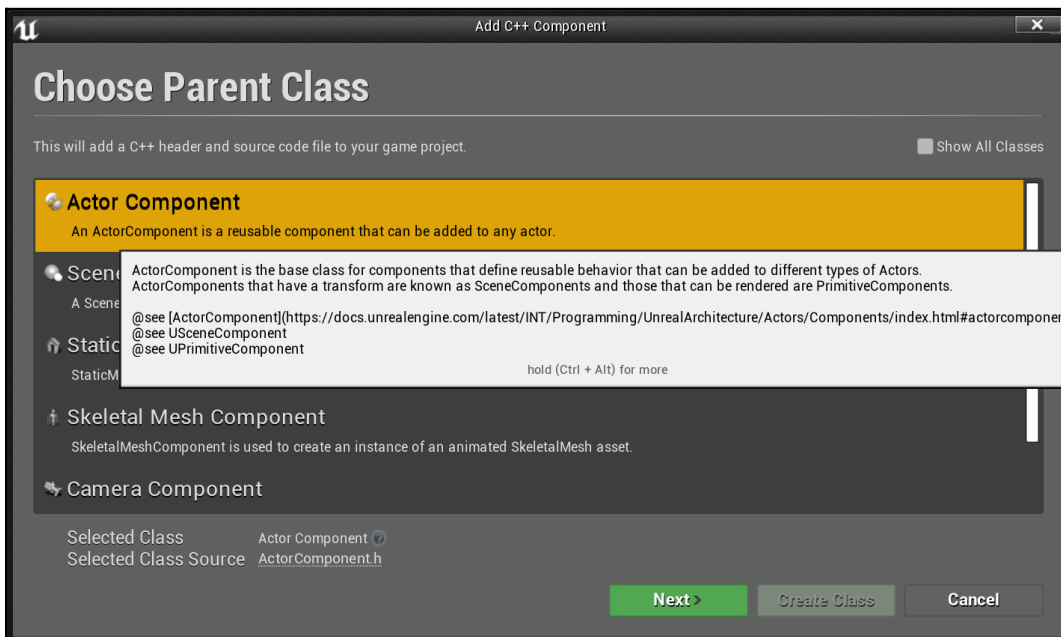 Add C++ Component
Choose Parent Class
This will add a C++ header and source code file to your game project.
Show All Classes
Actor Component
An ActorComponent is a reusable component that can be added to any actor.
Scene
A Scene
Static
StaticM
ActorComponent is the base class for components that define reusable behavior that can be added to different types of Actors.
ActorComponents that have a transform are known as SceneComponents and those that can be rendered are PrimitiveComponents.
@see [ActorComponent](https://docs.unrealengine.com/latest/INT/Programming/UnrealArchitecture/Actors/Components/index.html#actorcomponen
@see USceneComponent
@see UPrimitiveComponent
hold (Ctrl + Alt) for more
Skeletal Mesh Component
SkeletalMeshComponent is used to create an instance of an animated SkeletalMesh asset.
Camera Component
Selected Class Actor Component
Selected Class Source ActorComponent.h
Next
Create Class
Cancel